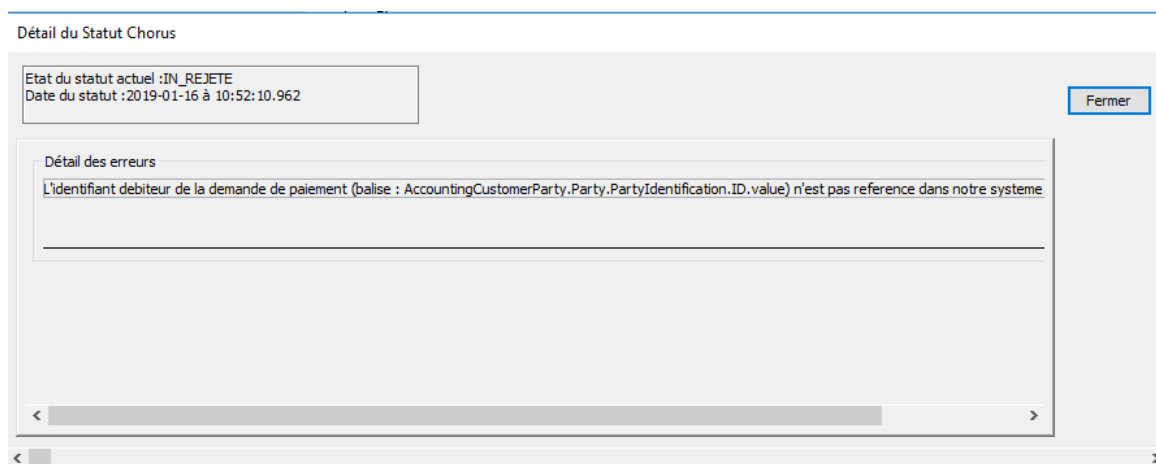 Détail du Statut Chorus
Etat du statut actuel :IN_REJETE
Date du statut :2019-01-16 à 10:52:10.962
Fermer
Détail des erreurs
L'identifiant debiteur de la demande de paiement (balise : AccountingCustomerParty.Party.PartyIdentification.ID.value) n'est pas reference dans notre systeme